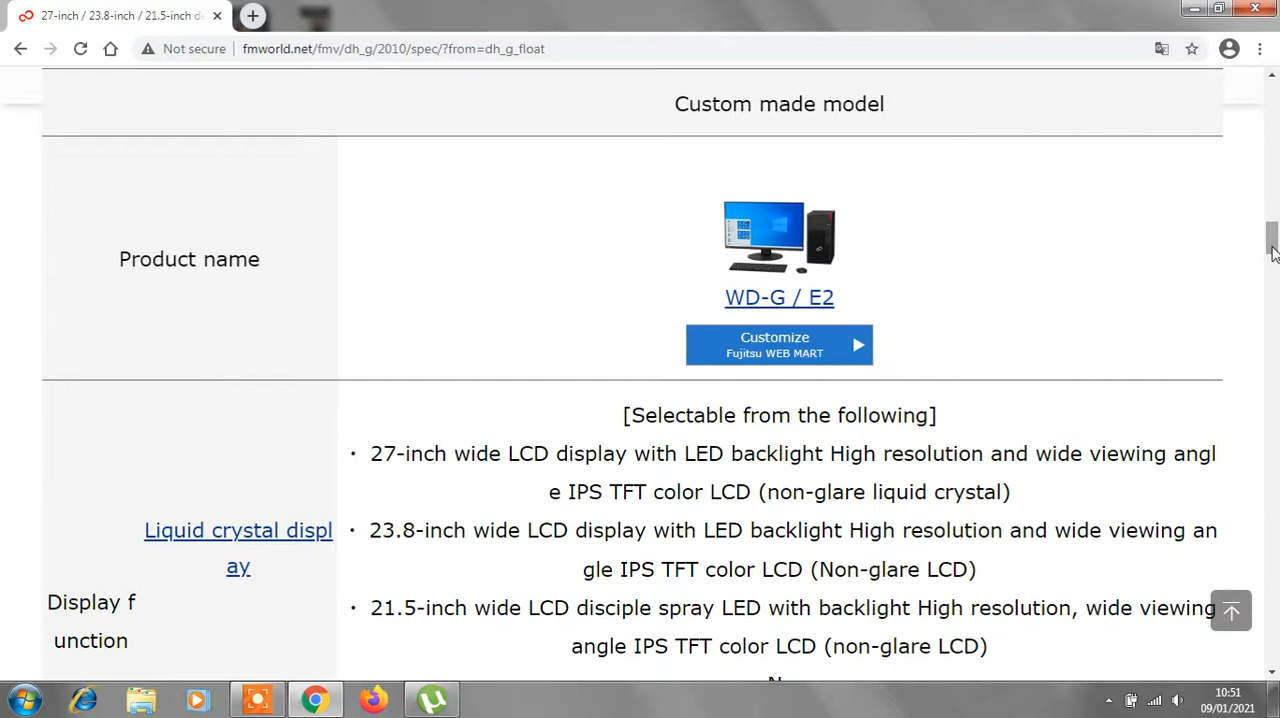 27-inch / 23.8-inch / 21.5-inch de
Not secure
fmworld.net/fmv/dh_g/2010/spec/?from=dh_g_float
Custom made model
Product name
WD-G / E2
Customize
Fujitsu WEB MART
[Selectable from the following]
・ 27-inch wide LCD display with LED backlight High resolution and wide viewing angl
e IPS TFT color LCD (non-glare liquid crystal)
Liquid crystal displ
ay
・ 23.8-inch wide LCD display with LED backlight High resolution and wide viewing an
gle IPS TFT color LCD (Non-glare LCD)
Display f
unction
・ 21.5-inch wide LCD disciple spray LED with backlight High resolution, wide viewing
angle IPS TFT color LCD (non-glare LCD)
10:51
09/01/2021